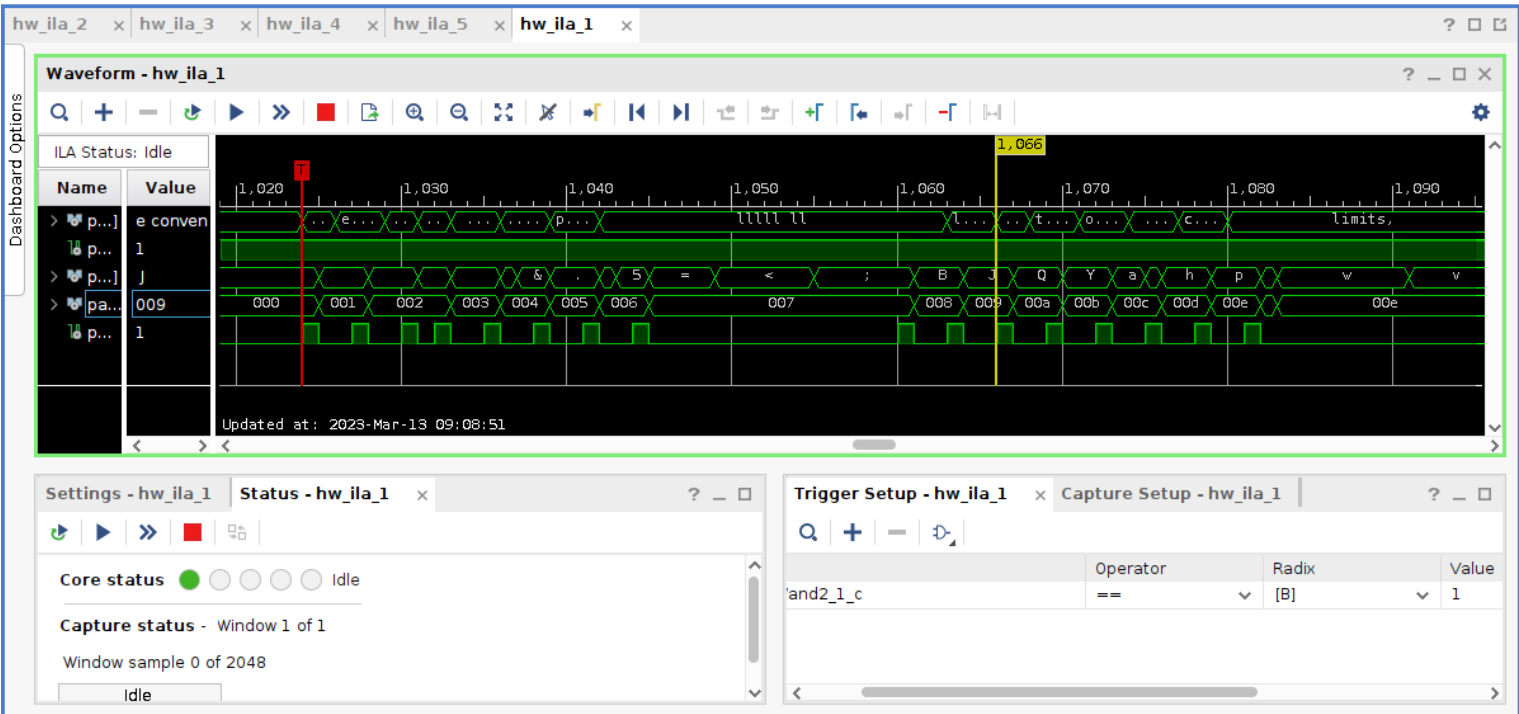 hw_ila_2 × hw_ila_3 × hw_ila_4 × hw_ila_5 × hw_ila_1 × ?
Dashboard Options
Waveform - hw_ila_1 ?
ILA Status: Idle
1,066
T
Name Value
1,020 1,030 1,040 1,050 1,060 1,070 1,080 1,090
p...] e conven .. e... .. .. ... .... p... lllll ll l... .. t... o... ... c... limits,
p... 1
p...] J & . 5 = < ; B J Q Y a h p w v
pa... 009 000 001 002 003 004 005 006 007 008 009 00a 00b 00c 00d 00e 00e
p... 1
Updated at: 2023-Mar-13 09:08:51
Settings - hw_ila_1 Status - hw_ila_1 × ?
Core status Idle
Capture status - Window 1 of 1
Window sample 0 of 2048
Idle
Trigger Setup - hw_ila_1 × Capture Setup - hw_ila_1 ?
Operator Radix Value
/and2_1_c == [B] 1